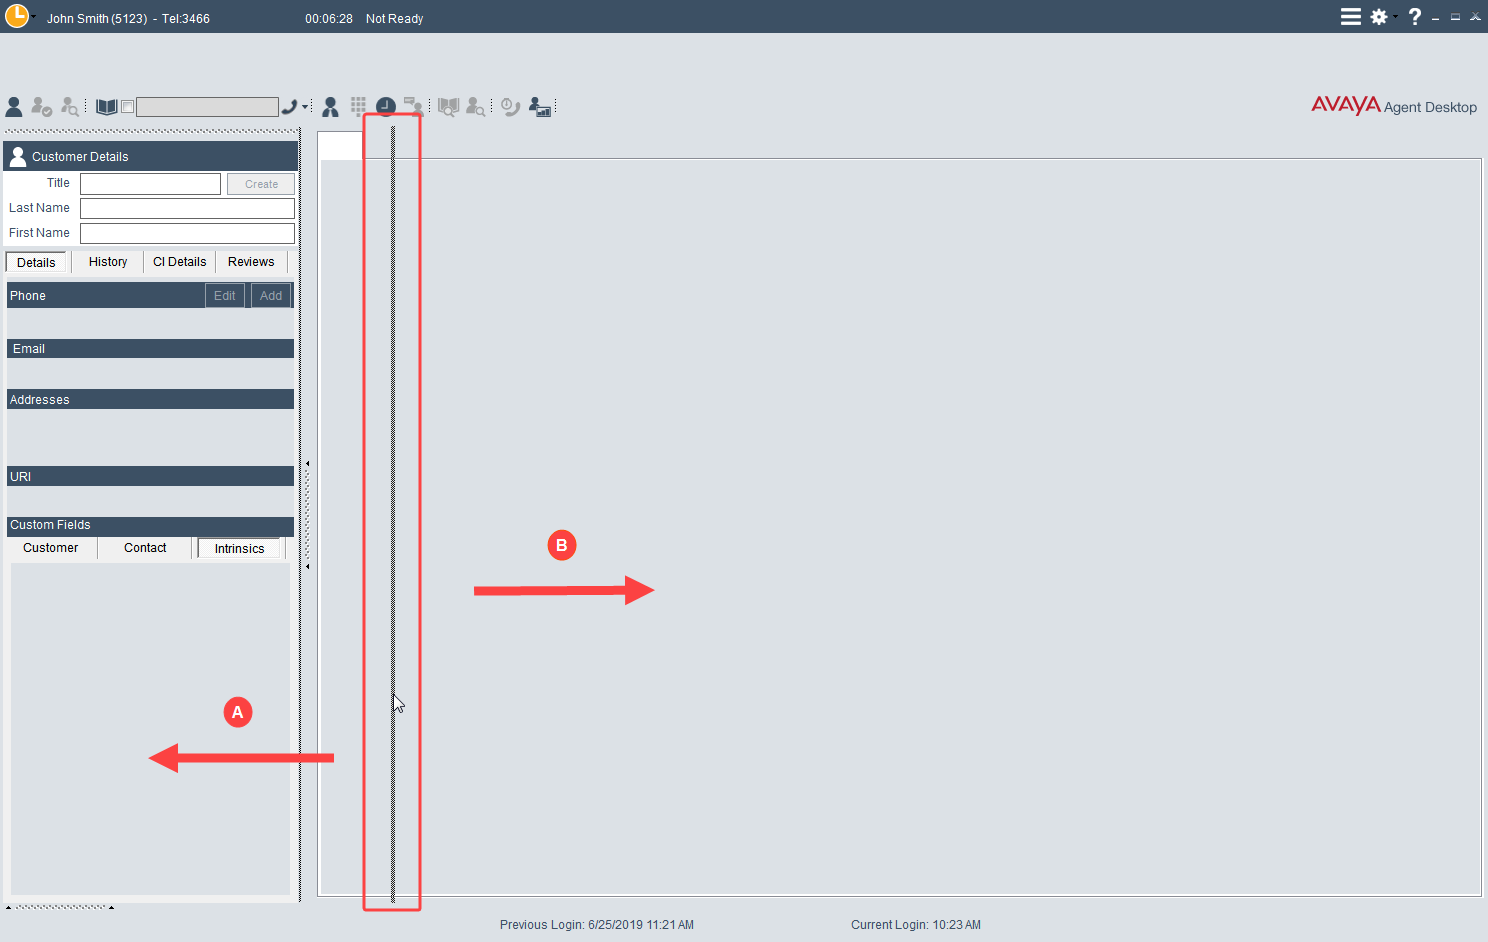 John Smith (5123) - Tel:3466 00:06:28 Not Ready ?
AVAYA Agent Desktop
Customer Details
Title Create
Last Name
First Name
Details History CI Details Reviews
Phone Edit Add
Email
Addresses
URI
Custom Fields
Customer Contact Intrinsics
B
A
Previous Login: 6/25/2019 11:21 AM Current Login: 10:23 AM